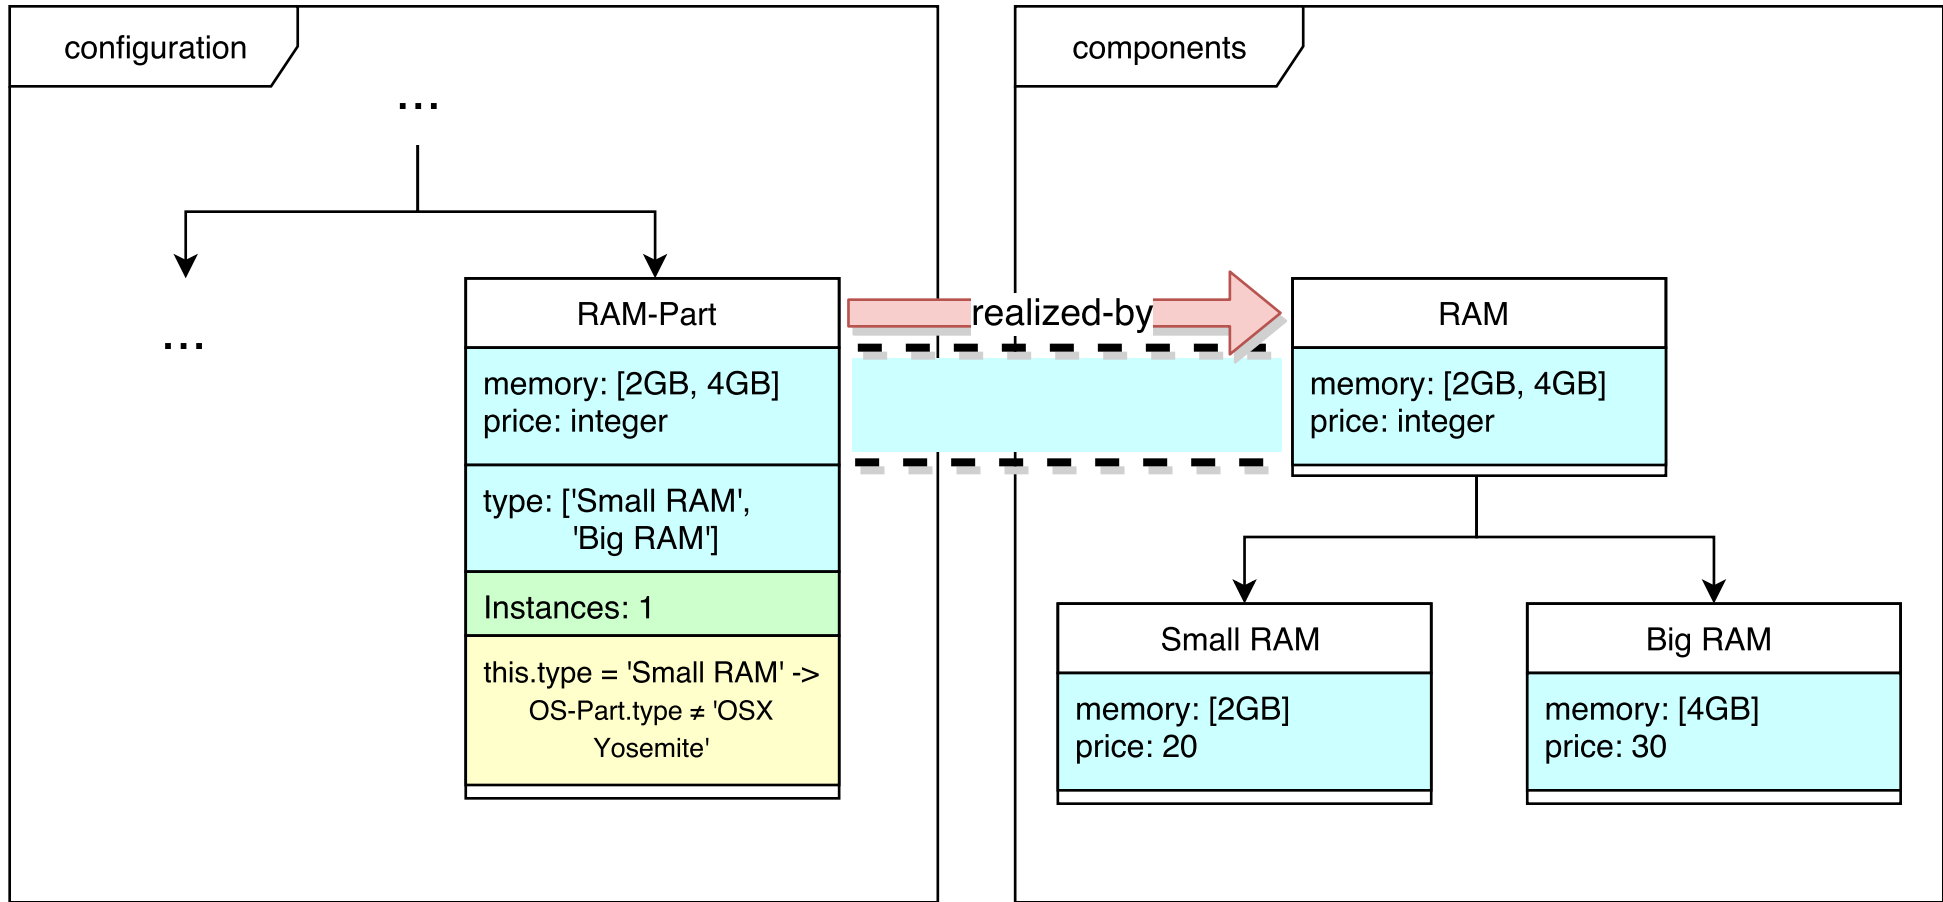 configuration
...
...
RAM-Part
memory: [2GB, 4GB]
price: integer
type: ['Small RAM',
'Big RAM']
Instances: 1
this.type = 'Small RAM' ->
OS-Part.type ≠ 'OSX
Yosemite'
realized-by
components
RAM
memory: [2GB, 4GB]
price: integer
Small RAM
memory: [2GB]
price: 20
Big RAM
memory: [4GB]
price: 30